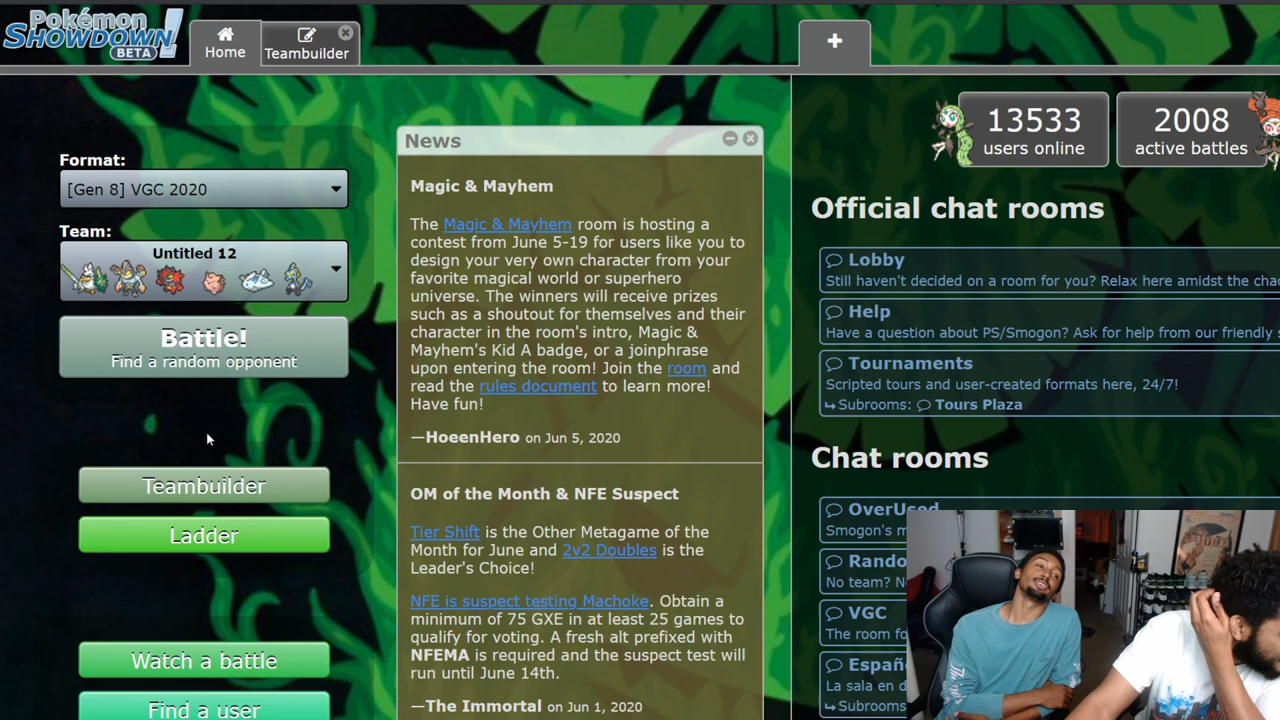 Pokémon
SHOWDOWN!
BETA
Home
Teambuilder
+
13533
users online
2008
active battles
Format:
[Gen 8] VGC 2020
Team:
Untitled 12
Battle!
Find a random opponent
Teambuilder
Ladder
Watch a battle
Find a user
News
Magic & Mayhem
The Magic & Mayhem room is hosting a
contest from June 5-19 for users like you to
design your very own character from your
favorite magical world or superhero
universe. The winners will receive prizes
such as a shoutout for themselves and their
character in the room's intro, Magic &
Mayhem's Kid A badge, or a joinphrase
upon entering the room! Join the room and
read the rules document to learn more!
Have fun!
—HoeenHero on Jun 5, 2020
OM of the Month & NFE Suspect
Tier Shift is the Other Metagame of the
Month for June and 2v2 Doubles is the
Leader's Choice!
NFE is suspect testing Machoke. Obtain a
minimum of 75 GXE in at least 25 games to
qualify for voting. A fresh alt prefixed with
NFEMA is required and the suspect test will
run until June 14th.
—The Immortal on Jun 1, 2020
Official chat rooms
Lobby
Still haven't decided on a room for you? Relax here amidst the cha
Help
Have a question about PS/Smogon? Ask for help from our friendly s
Tournaments
Scripted tours and user-created formats here, 24/7!
↳Subrooms: Tours Plaza
Chat rooms
OverUsed
Smogon's m
Rando
No team? N
VGC
The room fo
Españ
La sala en d
↳Subrooms